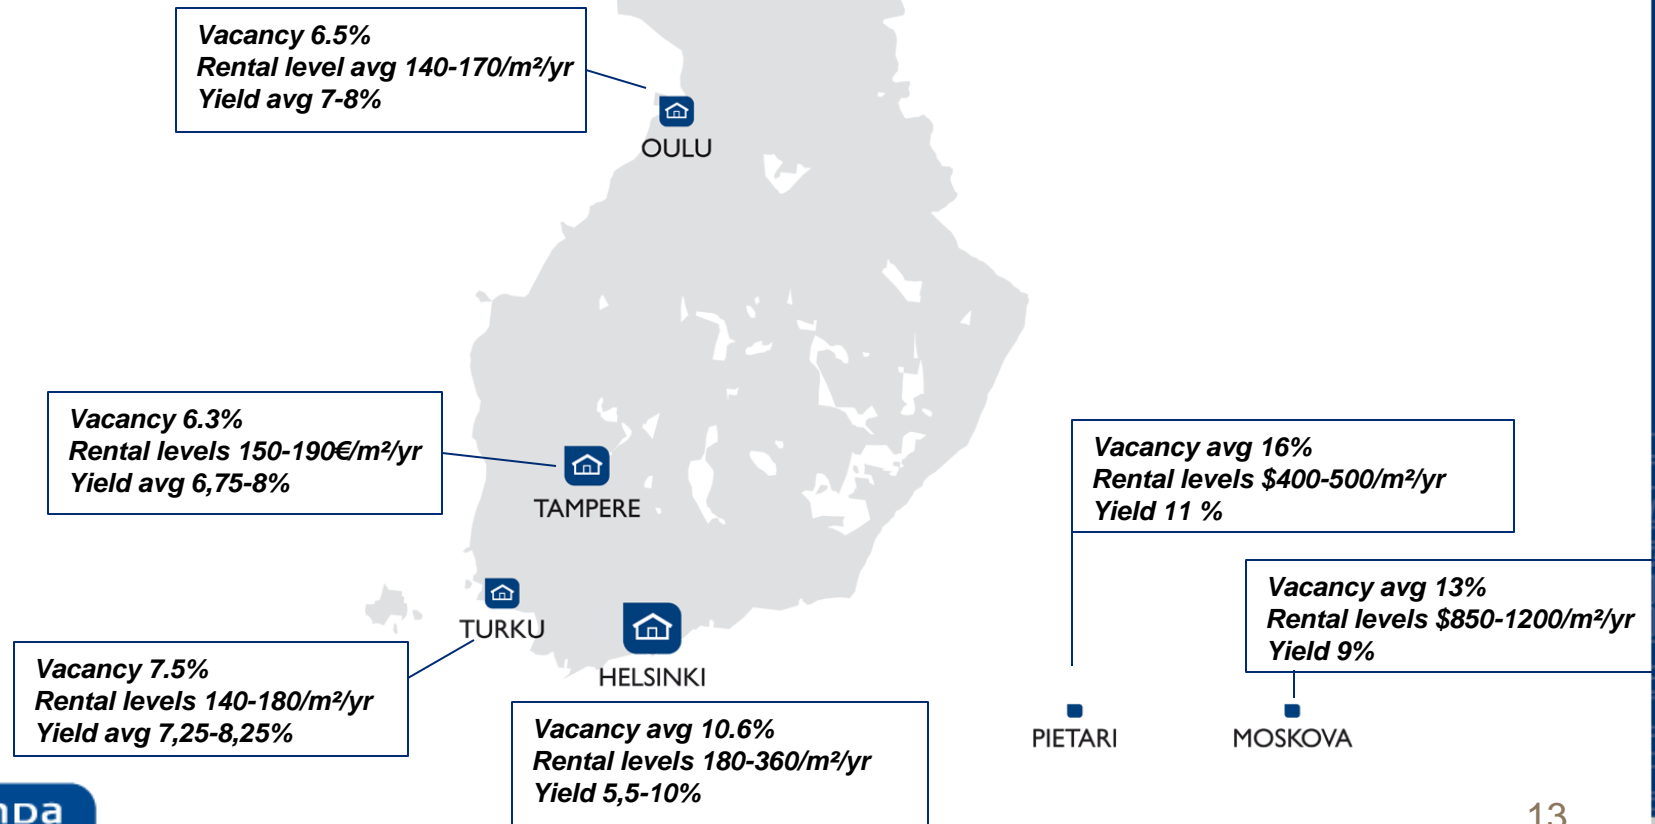 Vacancy 6.5%
Rental level avg 140-170/m²/yr
Yield avg 7-8%
OULU
Vacancy 6.3%
Rental levels 150-190€/m²/yr
Yield avg 6,75-8%
TAMPERE
Vacancy avg 16%
Rental levels $400-500/m²/yr
Yield 11 %
Vacancy avg 13%
Rental levels $850-1200/m²/yr
Yield 9%
TURKU
HELSINKI
Vacancy 7.5%
Rental levels 140-180/m²/yr
Yield avg 7,25-8,25%
Vacancy avg 10.6%
Rental levels 180-360/m²/yr
Yield 5,5-10%
PIETARI
MOSKOVA
13